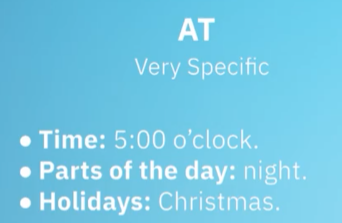 AT
Very Specific
● Time: 5:00 o'clock.
● Parts of the day: night.
● Holidays: Christmas.